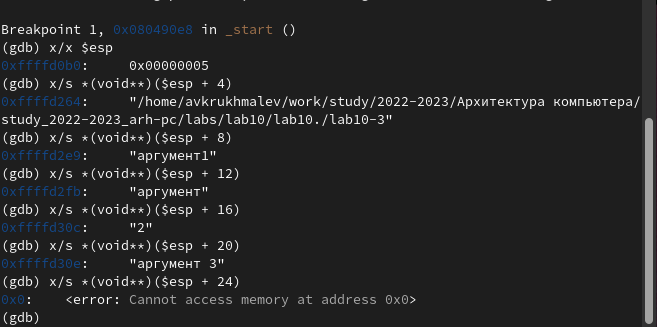 Breakpoint 1, 0x080490e8 in _start ()
(gdb) x/x $esp
0xffffd0b0:     0x00000005
(gdb) x/s *(void**)($esp + 4)
0xffffd264:     "/home/avkrukhmalev/work/study/2022-2023/Архитектура компьютера/
study_2022-2023_arh-pc/labs/lab10/lab10./lab10-3"
(gdb) x/s *(void**)($esp + 8)
0xffffd2e9:     "аргумент1"
(gdb) x/s *(void**)($esp + 12)
0xffffd2fb:     "аргумент"
(gdb) x/s *(void**)($esp + 16)
0xffffd30c:     "2"
(gdb) x/s *(void**)($esp + 20)
0xffffd30e:     "аргумент 3"
(gdb) x/s *(void**)($esp + 24)
0x0:    <error: Cannot access memory at address 0x0>
(gdb)